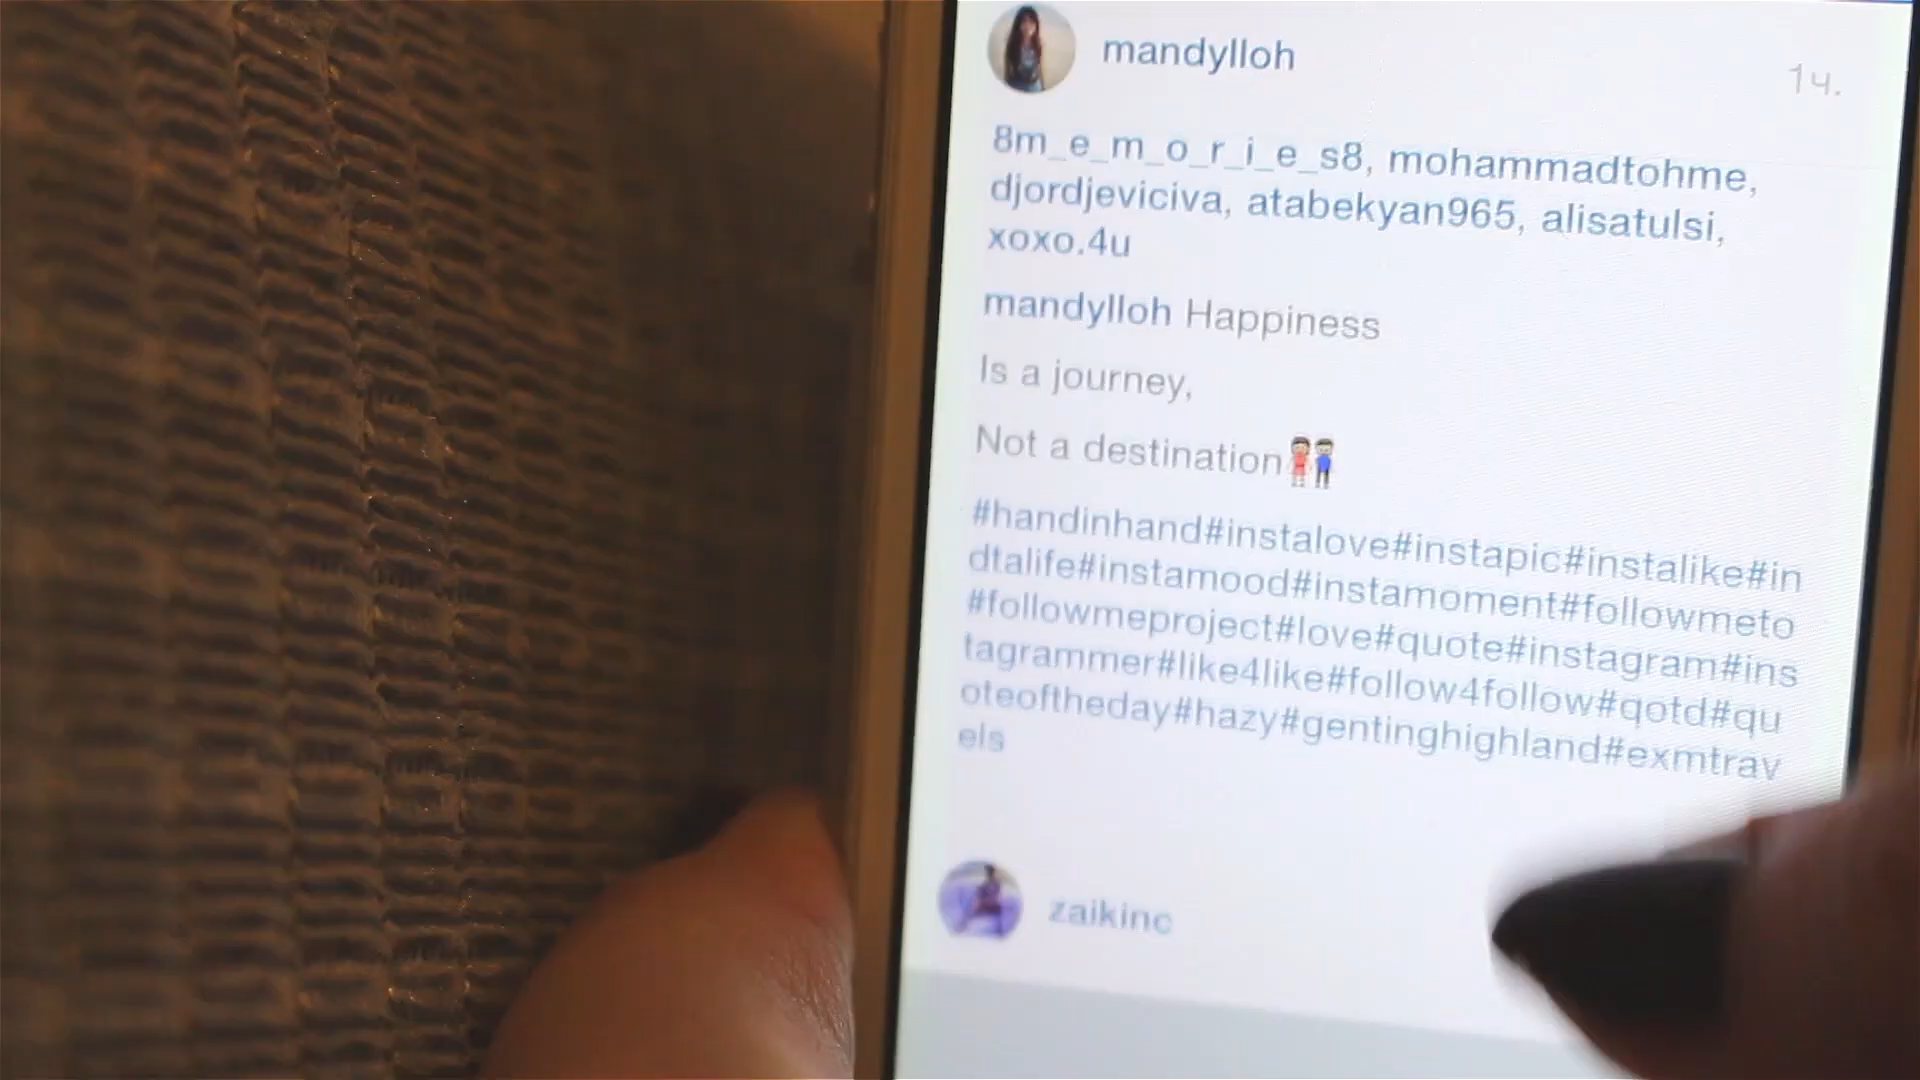 mandylloh
1ч.
8m_e_m_o_r_i_e_s8, mohammadtohme,
djordjeviciva, atabekyan965, alisatulsi,
xoxo.4u
mandylloh Happiness
Is a journey,
Not a destination
#handinhand#instalove#instapic#instalike#in
dtalife#instamood#instamoment#followmeto
#followmeproject#love#quote#instagram#ins
tagrammer#like4like#follow4follow#qotd#qu
oteoftheday#hazy#gentinghighland#exmtrav
els
zaikinc